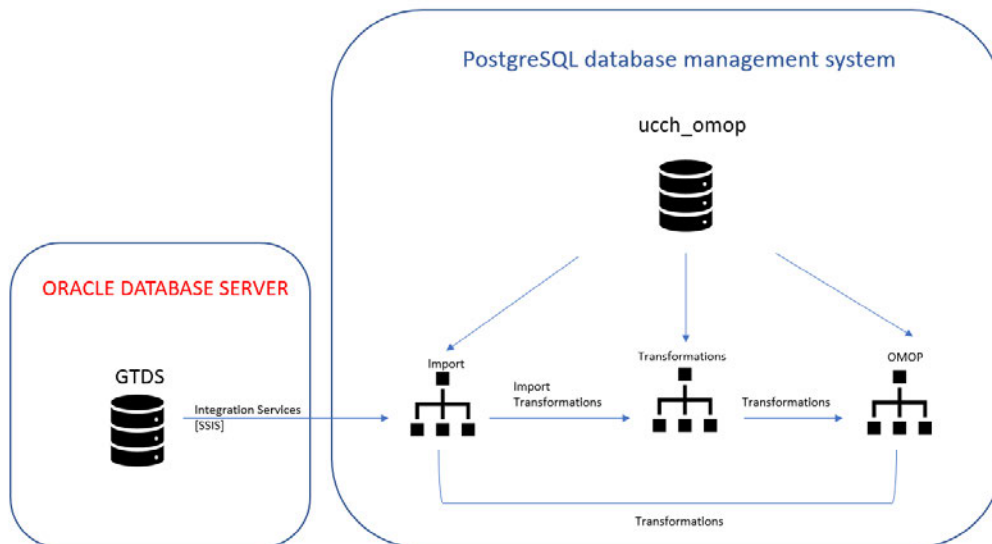 PostgreSQL database management system
ucch_omop
ORACLE DATABASE SERVER
GTDS
Integration Services
[SSIS]
Import
Import
Transformations
Transformations
Transformations
OMOP
Transformations